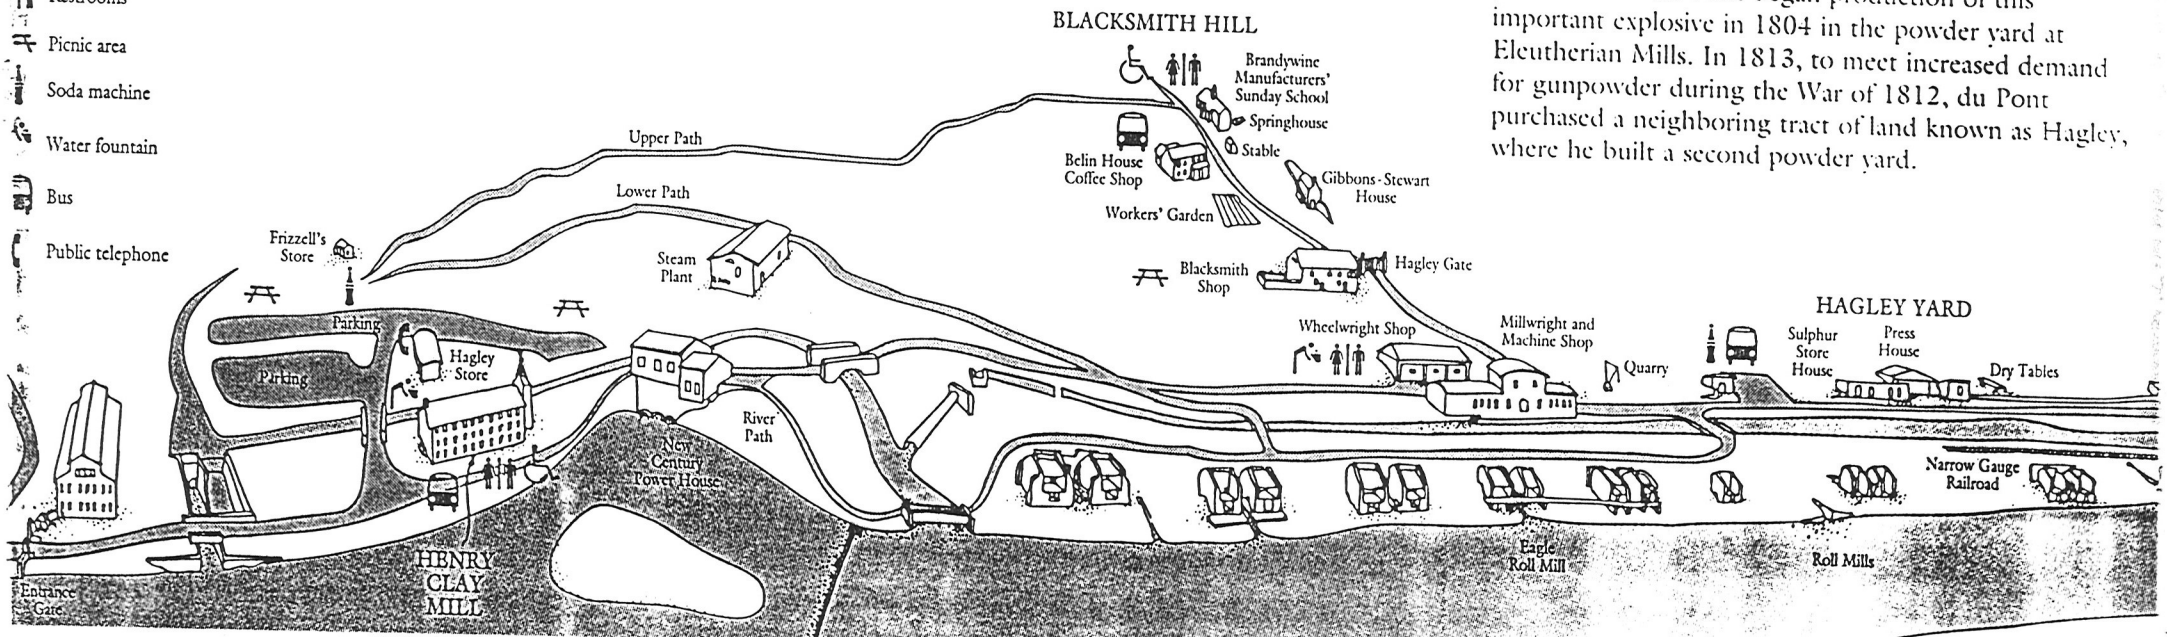 Restrooms
Picnic area
Soda machine
Water fountain
Bus
Public telephone
production of this
important explosive in 1804 in the powder yard at
Eleutherian Mills. In 1813, to meet increased demand
for gunpowder during the War of 1812, du Pont
purchased a neighboring tract of land known as Hagley,
where he built a second powder yard.
BLACKSMITH HILL
Brandywine
Manufacturers'
Sunday School
Springhouse
Stable
Belin House
Coffee Shop
Gibbons-Stewart
House
Workers' Garden
Upper Path
Lower Path
Frizzell's
Store
Steam
Plant
Blacksmith
Shop
Hagley Gate
HAGLEY YARD
Parking
Parking
Hagley
Store
Wheelwright Shop
Millwright and
Machine Shop
Quarry
Sulphur
Store
House
Press
House
Dry Tables
River
Path
New
Century
Power House
Narrow Gauge
Railroad
HENRY
CLAY
MILL
Eagle
Roll Mill
Roll Mills
Entrance
Gate